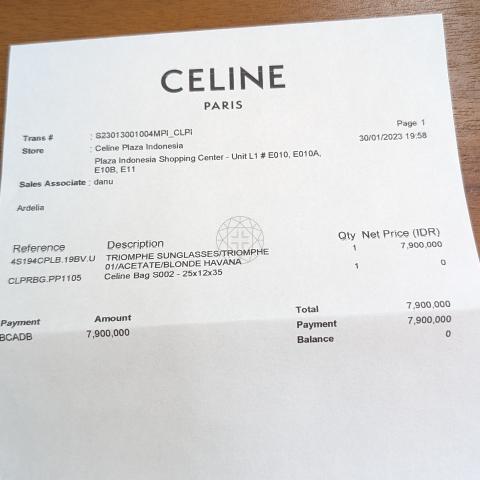 CELINE
PARIS
Page 1
Trans # : S23013001004MPI_CLPI
30/01/2023 19:58
Store : Celine Plaza Indonesia
Plaza Indonesia Shopping Center - Unit L1 # E010, E010A,
E10B, E11
Sales Associate : danu
Ardelia
Reference Description Qty Net Price (IDR)
4S194CPLB.19BV.U TRIOMPHE SUNGLASSES/TRIOMPHE 1 7,900,000
01/ACETATE/BLONDE HAVANA
CLPRBG.PP1105 Celine Bag S002 - 25x12x35 1 0
Payment Amount
BCADB 7,900,000
Total 7,900,000
Payment 7,900,000
Balance 0